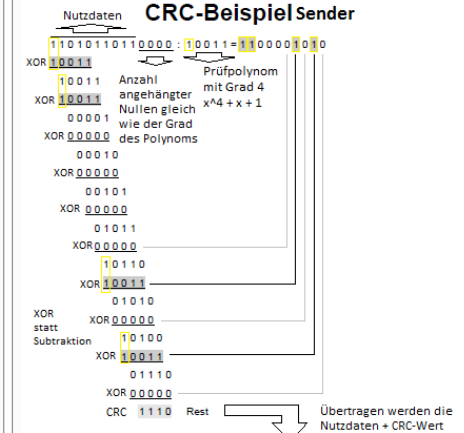 Nutzdaten CRC-Beispiel Sender
11010110110000 : 10011=1100001010
XOR 10011
10011
XOR 10011
Anzahl
angehängter
Nullen gleich
wie der Grad
des Polynoms
Prüfpolynom
mit Grad 4
x^4 + x + 1
00001
XOR 00000
00010
XOR 00000
00101
XOR 00000
01011
XOR 00000
10110
XOR 10011
01010
XOR 00000
XOR
statt
Subtraktion
10100
XOR 10011
01110
XOR 00000
CRC 1110 Rest
Übertragen werden die
Nutzdaten + CRC-Wert